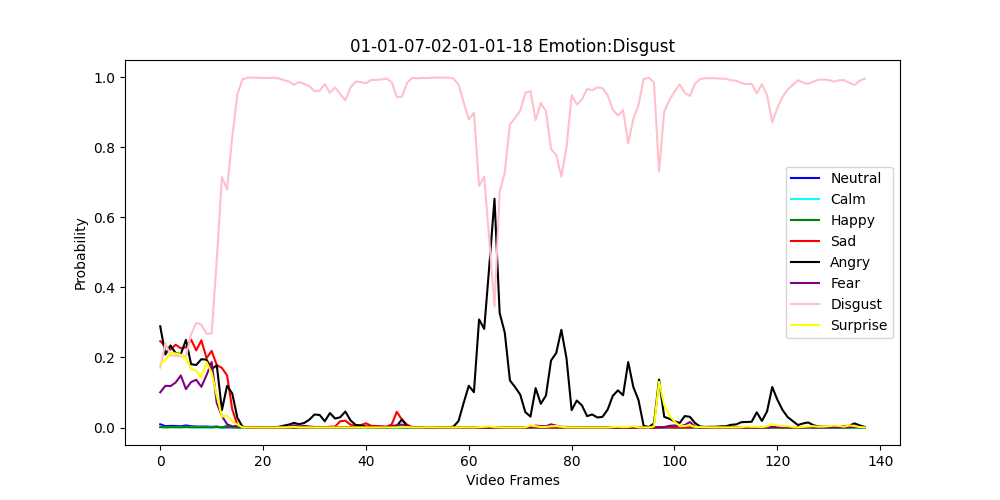 01-01-07-02-01-01-18 Emotion:Disgust
Probability
1.0
0.8
0.6
0.4
0.2
0.0
Neutral
Calm
Happy
Sad
Angry
Fear
Disgust
Surprise
0 20 40 60 80 100 120 140
Video Frames